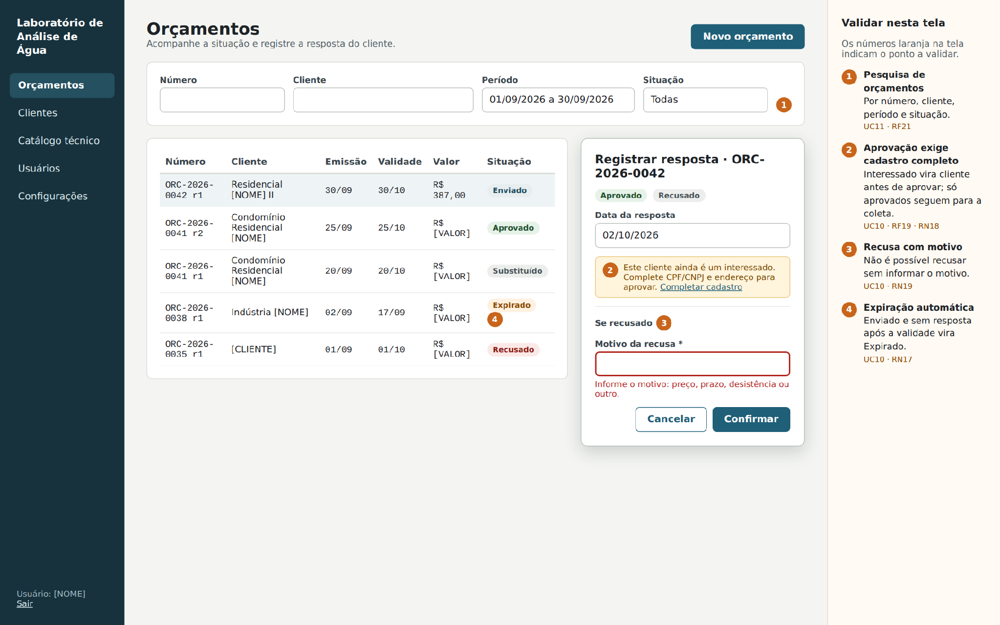 Laboratório de
Análise de
Água
Orçamentos
Clientes
Catálogo técnico
Usuários
Configurações
Usuário: [NOME]
Sair
Orçamentos
Acompanhe a situação e registre a resposta do cliente.
Novo orçamento
Número Cliente Período Situação
01/09/2026 a 30/09/2026 Todas 1
Número Cliente Emissão Validade Valor Situação
ORC-2026-
0042 r1
Residencial
[NOME] II
30/09 30/10
R$
387,00
Enviado
ORC-2026-
0041 r2
Condomínio
Residencial
[NOME]
25/09 25/10
R$
[VALOR]
Aprovado
ORC-2026-
0041 r1
Condomínio
Residencial
[NOME]
20/09 20/10
R$
[VALOR]
Substituído
ORC-2026-
0038 r1
Indústria [NOME] 02/09 17/09
R$
[VALOR]
Expirado
4
ORC-2026-
0035 r1
[CLIENTE] 01/09 01/10
R$
[VALOR]
Recusado
Registrar resposta · ORC-
2026-0042
Aprovado Recusado
Data da resposta
02/10/2026
2 Este cliente ainda é um interessado.
Complete CPF/CNPJ e endereço para
aprovar. Completar cadastro
Se recusado 3
Motivo da recusa *
Informe o motivo: preço, prazo, desistência ou
outro.
Cancelar Confirmar
Validar nesta tela
Os números laranja na tela
indicam o ponto a validar.
1 Pesquisa de
orçamentos
Por número, cliente,
período e situação.
UC11 · RF21
2 Aprovação exige
cadastro completo
Interessado vira cliente
antes de aprovar; só
aprovados seguem para a
coleta.
UC10 · RF19 · RN18
3 Recusa com motivo
Não é possível recusar
sem informar o motivo.
UC10 · RN19
4 Expiração automática
Enviado e sem resposta
após a validade vira
Expirado.
UC10 · RN17